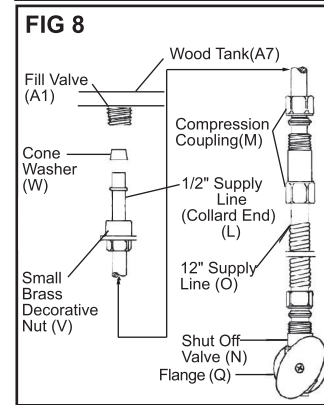 FIG 8
Wood Tank(A7)
Fill Valve
(A1)
Compression
Coupling(M)
Cone
Washer
(W)
1/2" Supply
Line
(Collard End)
(L)
12" Supply
Line (O)
Small
Brass
Decorative
Nut (V)
Shut Off
Valve (N)
Flange (Q)